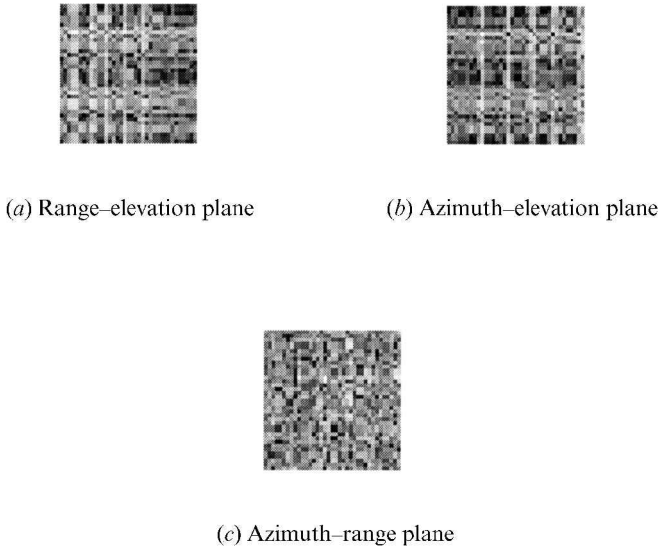 (a) Range–elevation plane
(b) Azimuth–elevation plane
(c) Azimuth–range plane